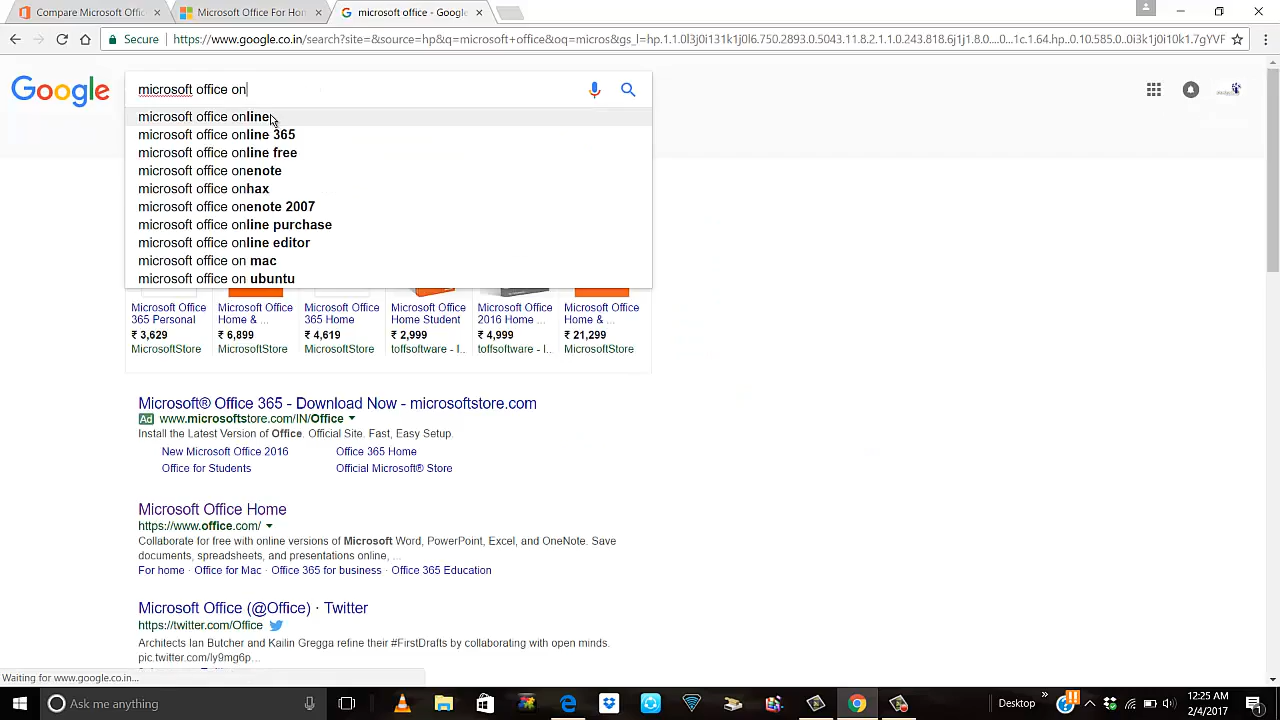 Compare Microsoft Offic
Microsoft Office For Hom
microsoft office - Google
Secure
https://www.google.co.in/search?site=&source=hp&q=microsoft+office&oq=micros&gs_l=hp.1.1.0l3j0i131k1j0l6.750.2893.0.5043.11.8.2.1.1.0.243.818.6j1j1.8.0....0...1c.1.64.hp..0.10.585.0..0i3k1j0i10k1.7gYVF
Google
microsoft office on
microsoft office online
microsoft office online 365
microsoft office online free
microsoft office onenote
microsoft office onhax
microsoft office onenote 2007
microsoft office online purchase
microsoft office online editor
microsoft office on mac
microsoft office on ubuntu
Microsoft Office 365 Personal
₹ 3,629
MicrosoftStore
Microsoft Office Home & ...
₹ 6,899
MicrosoftStore
Microsoft Office 365 Home
₹ 4,619
MicrosoftStore
Microsoft Office Home Student
₹ 2,999
toffsoftware - I..
Microsoft Office 2016 Home ...
₹ 4,999
toffsoftware - I..
Microsoft Office Home & ...
₹ 21,299
MicrosoftStore
Microsoft® Office 365 - Download Now - microsoftstore.com
Ad www.microsoftstore.com/IN/Office
Install the Latest Version of Office. Official Site. Fast, Easy Setup.
New Microsoft Office 2016 Office 365 Home
Office for Students Official Microsoft® Store
Microsoft Office Home
https://www.office.com/
Collaborate for free with online versions of Microsoft Word, PowerPoint, Excel, and OneNote. Save
documents, spreadsheets, and presentations online, ...
For home · Office for Mac · Office 365 for business · Office 365 Education
Microsoft Office (@Office) · Twitter
https://twitter.com/Office
Architects Ian Butcher and Kailin Gregga refine their #FirstDrafts by collaborating with open minds.
pic.twitter.com/ly9mg6p...
Waiting for www.google.co.in...
Ask me anything
Desktop
12:25 AM
2/4/2017